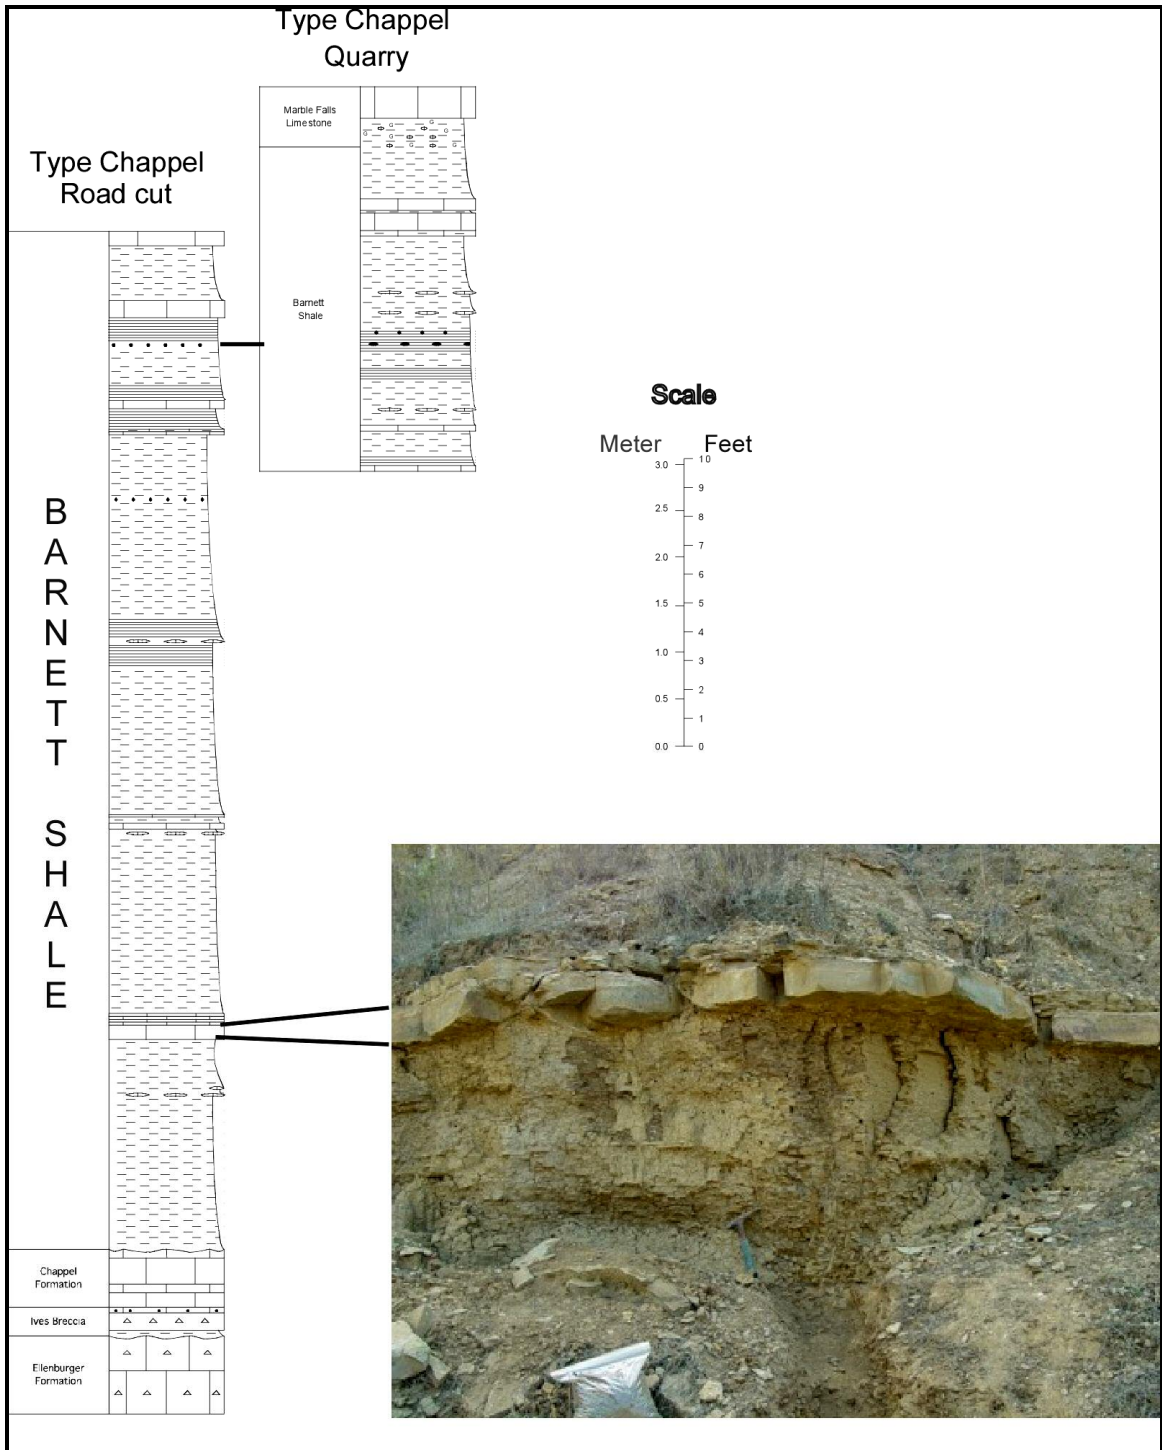 Type Chappel
Quarry
Marble Falls
Limestone
G
G
G
G
G
G
G
Barnett
Shale
Type Chappel
Road cut
BARNETT SHALE
Chappel
Formation
Ives Breccia
Ellenburger
Formation
Scale
Meter Feet
3.0 10
9
2.5 8
7
2.0
6
1.5 5
4
1.0
3
2
0.5
1
0.0 0